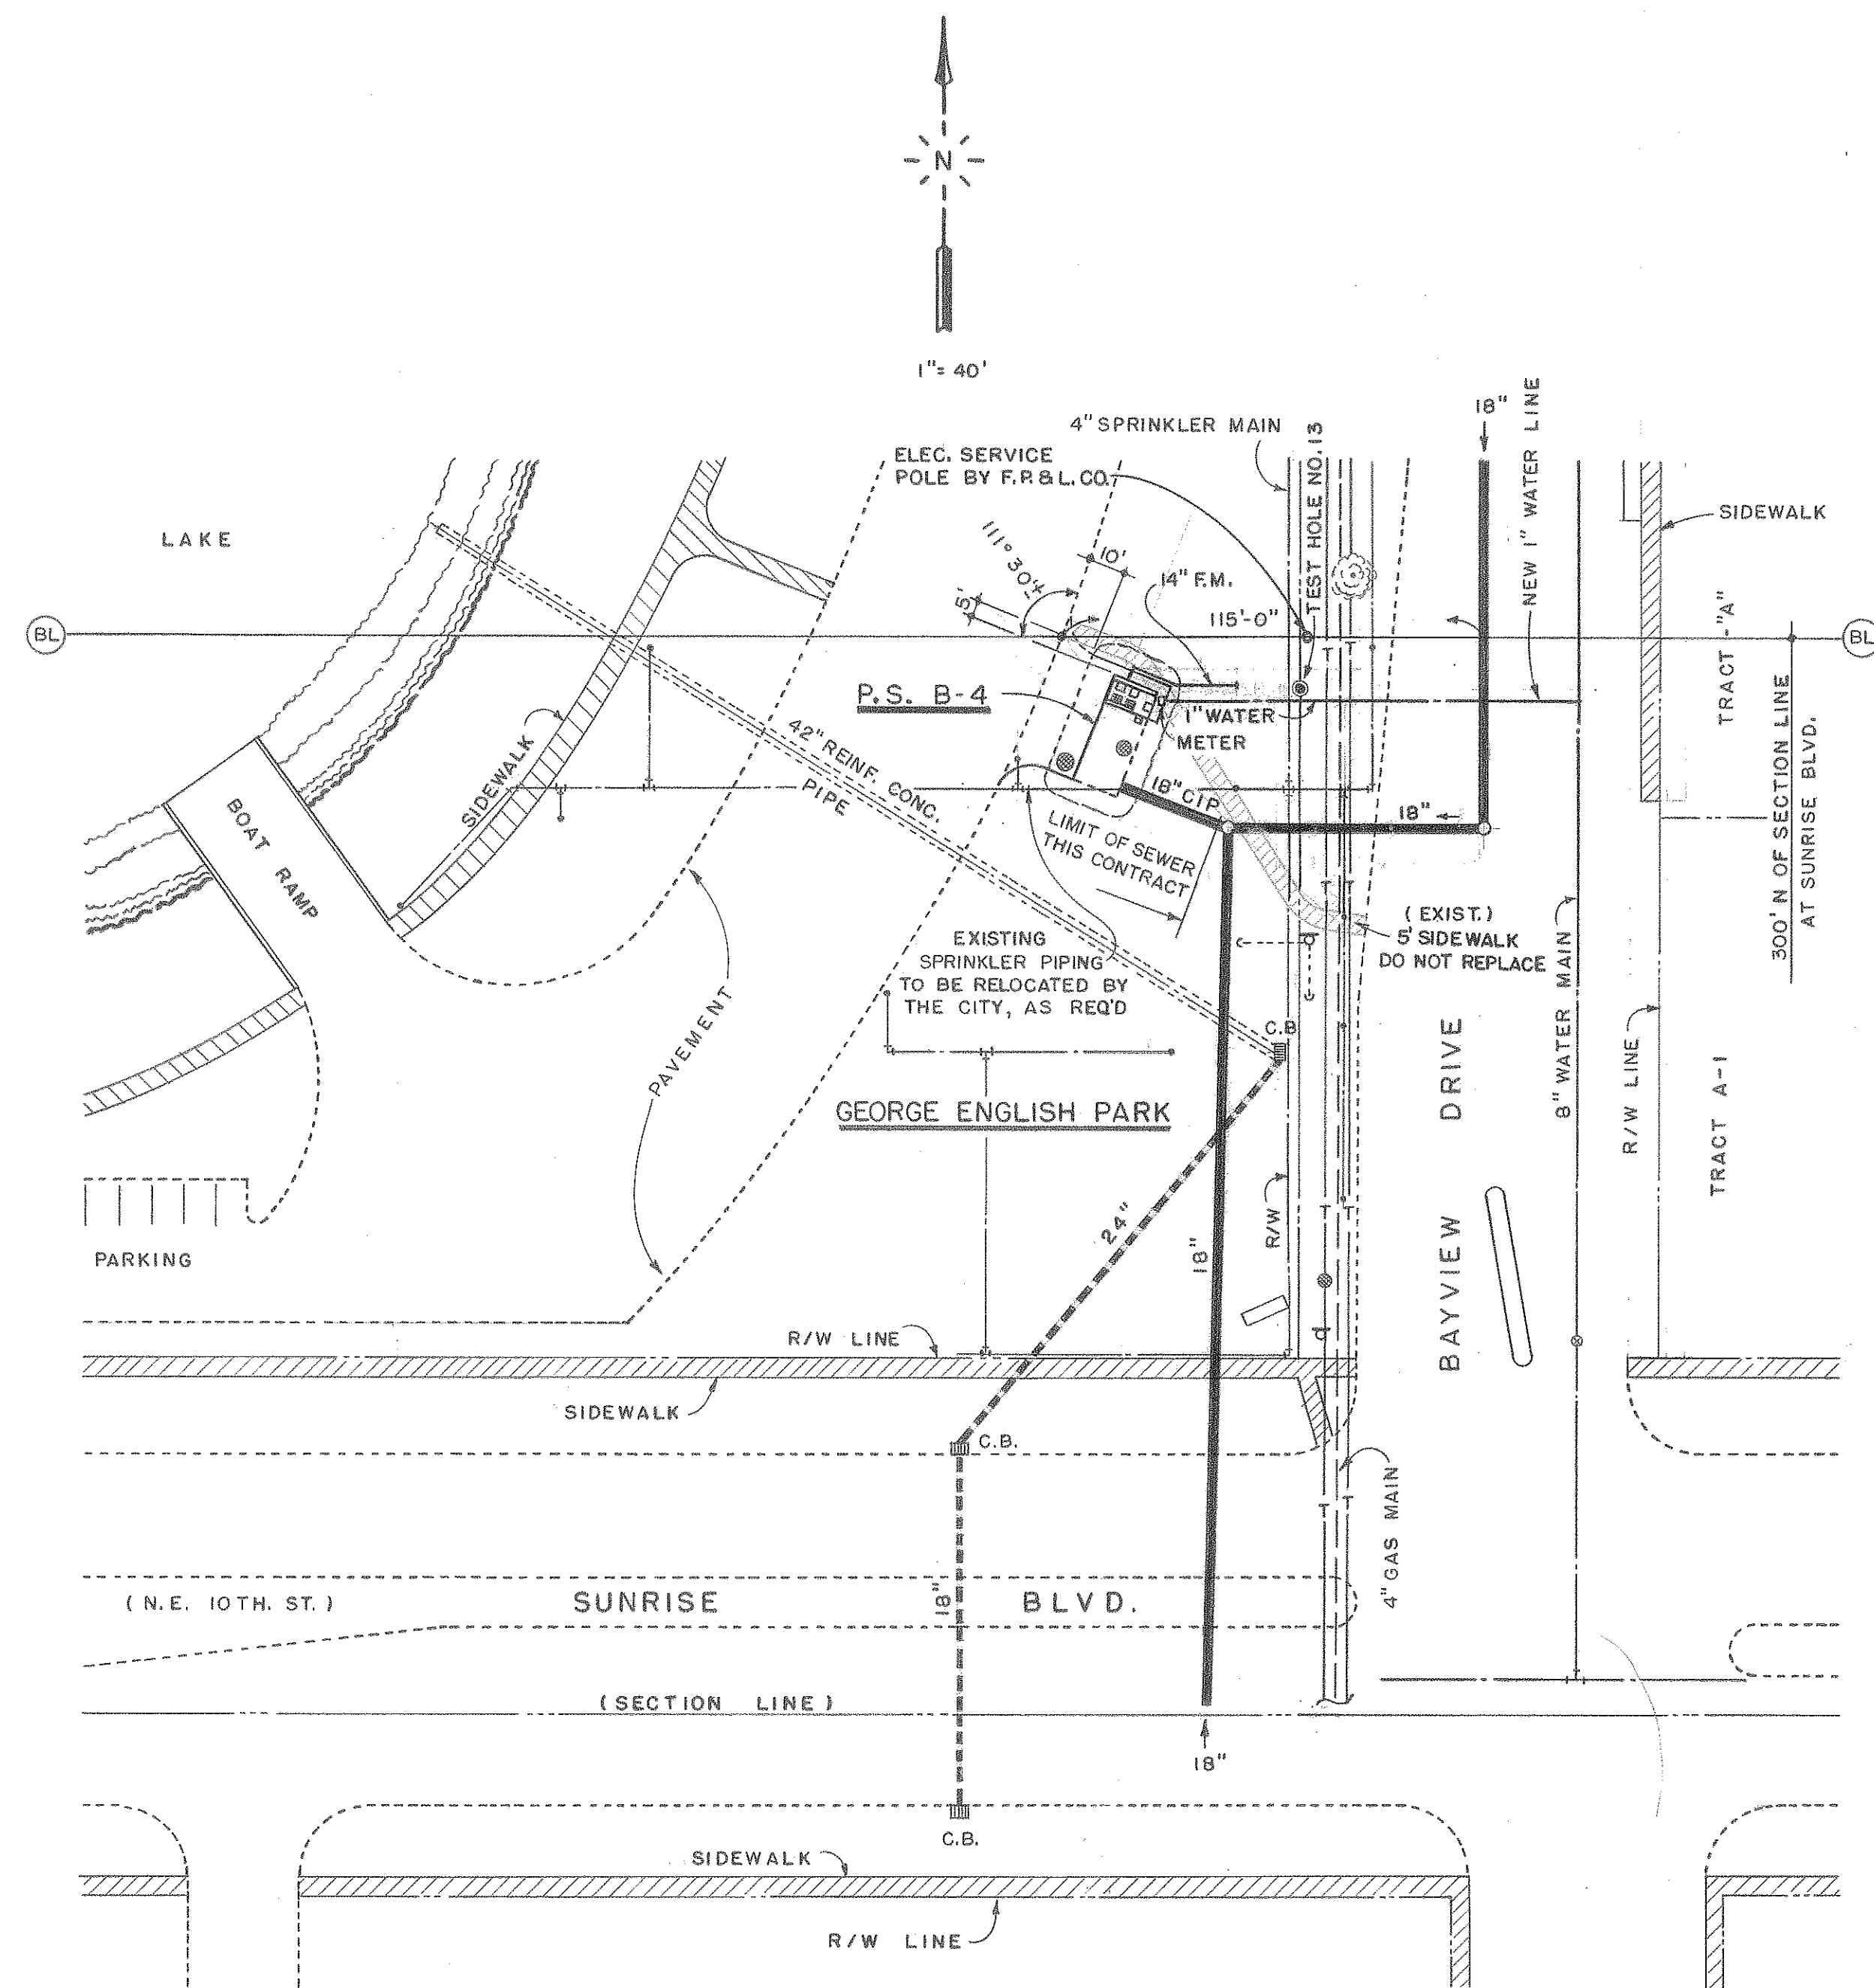 N
1"= 40'
4" SPRINKLER MAIN
18"
NEW 1" WATER LINE
TEST HOLE NO. 13
ELEC. SERVICE
POLE BY F.P. & L. CO.
LAKE
SIDEWALK
111° 30'±
10'
14" F.M.
5'
115'-0"
BL
BL
TRACT -"A"
300' N OF SECTION LINE
AT SUNRISE BLVD.
P.S. B-4
1" WATER
METER
42" REINF. CONC.
PIPE
SIDEWALK
18" CIP
18"
BOAT RAMP
LIMIT OF SEWER
THIS CONTRACT
(EXIST.)
5' SIDEWALK
DO NOT REPLACE
8" WATER MAIN
EXISTING
SPRINKLER PIPING
TO BE RELOCATED BY
THE CITY, AS REQ'D
C.B.
PAVEMENT
R/W LINE
TRACT A-1
BAYVIEW DRIVE
GEORGE ENGLISH PARK
24"
18"
R/W
PARKING
R/W LINE
SIDEWALK
C.B.
4" GAS MAIN
(N.E. 10TH. ST.)
SUNRISE BLVD.
18"
(SECTION LINE)
18"
C.B.
SIDEWALK
R/W LINE